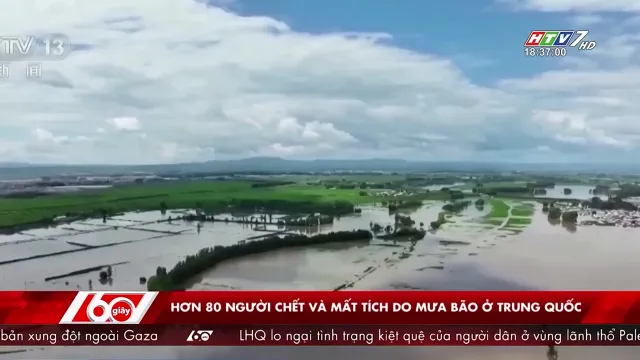 TV 13
HTV7 HD
18:37:00
60 giây
HƠN 80 NGƯỜI CHẾT VÀ MẤT TÍCH DO MƯA BÃO Ở TRUNG QUỐC
bản xung đột ngoài Gaza 60 LHQ lo ngại tình trạng kiệt quệ của người dân ở vùng lãnh thổ Pale